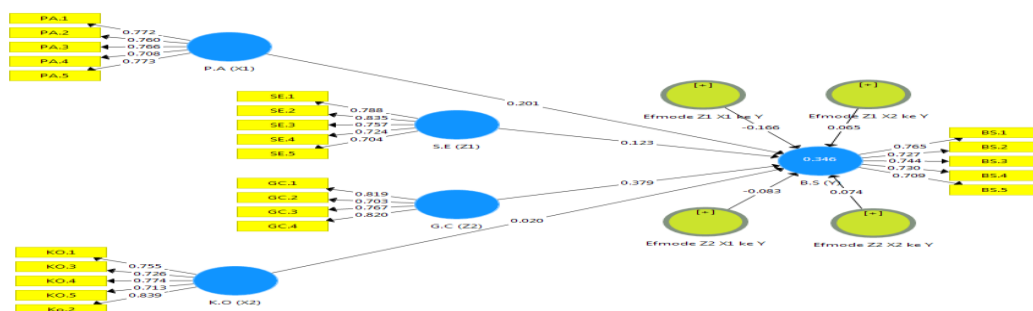 PA.1
PA.2
PA.3
PA.4
PA.5
0.772
0.760
0.766
0.708
0.773
P.A (X1)
SE.1
SE.2
SE.3
SE.4
SE.5
0.788
0.835
0.757
0.724
0.704
S.E (Z1)
GC.1
GC.2
GC.3
GC.4
0.819
0.703
0.767
0.820
G.C (Z2)
KO.1
KO.3
KO.4
KO.5
Ko.2
0.755
0.726
0.774
0.713
0.839
K.O (X2)
0.201
0.123
0.379
0.020
[+]
Efmode Z1 X1 ke Y
-0.166
[+]
Efmode Z1 X2 ke Y
0.065
0.346
B.S (Y)
-0.083
[+]
Efmode Z2 X1 ke Y
0.074
[+]
Efmode Z2 X2 ke Y
0.765
0.727
0.744
0.730
0.709
BS.1
BS.2
BS.3
BS.4
BS.5